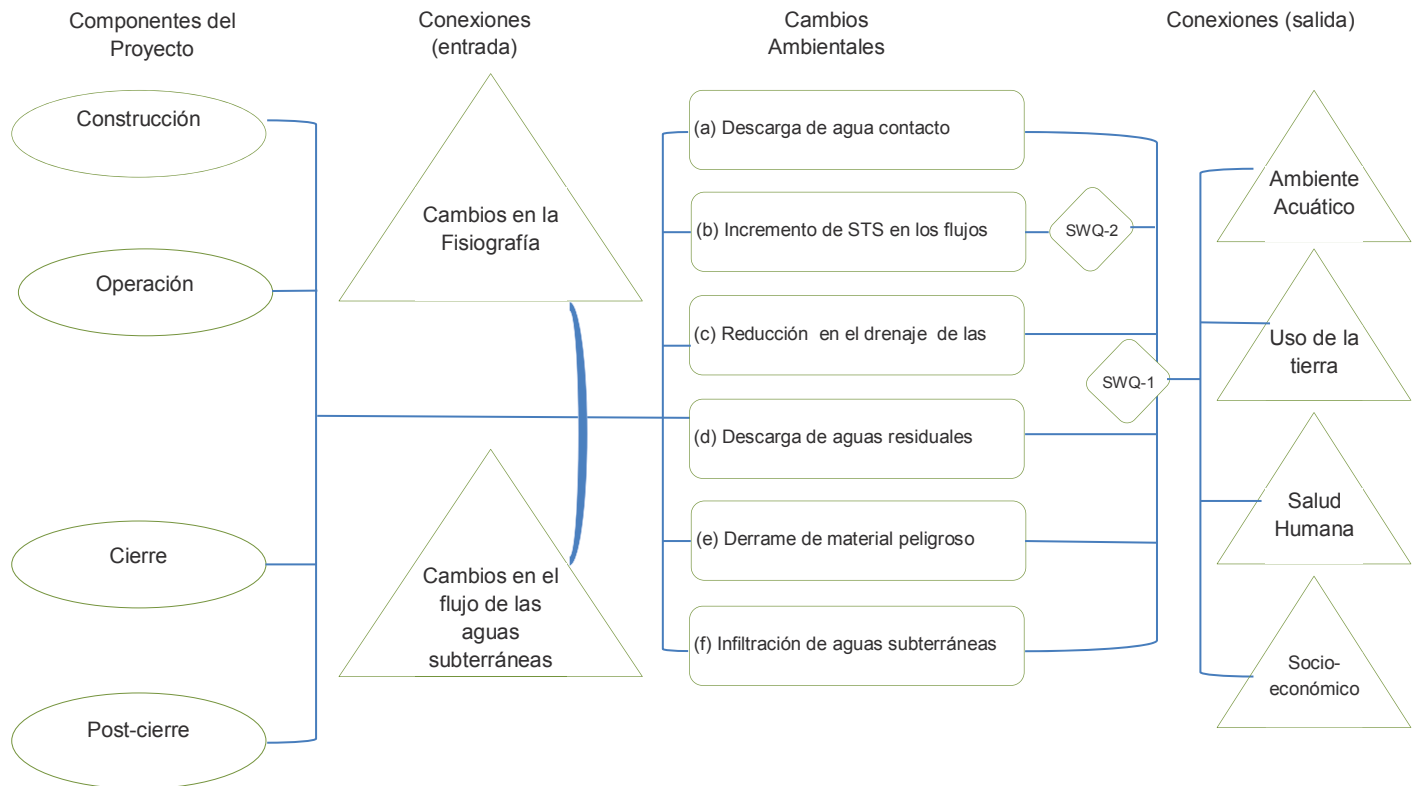 Componentes del
Proyecto
Conexiones
(entrada)
Cambios
Ambientales
Conexiones (salida)
Construcción
Operación
Cierre
Post-cierre
Cambios en la
Fisiografía
Cambios en el
flujo de las
aguas
subterráneas
(a) Descarga de agua contacto
(b) Incremento de STS en los flujos
(c) Reducción en el drenaje de las
(d) Descarga de aguas residuales
(e) Derrame de material peligroso
(f) Infiltración de aguas subterráneas
SWQ-2
SWQ-1
Ambiente
Acuático
Uso de la
tierra
Salud
Humana
Socio-
económico